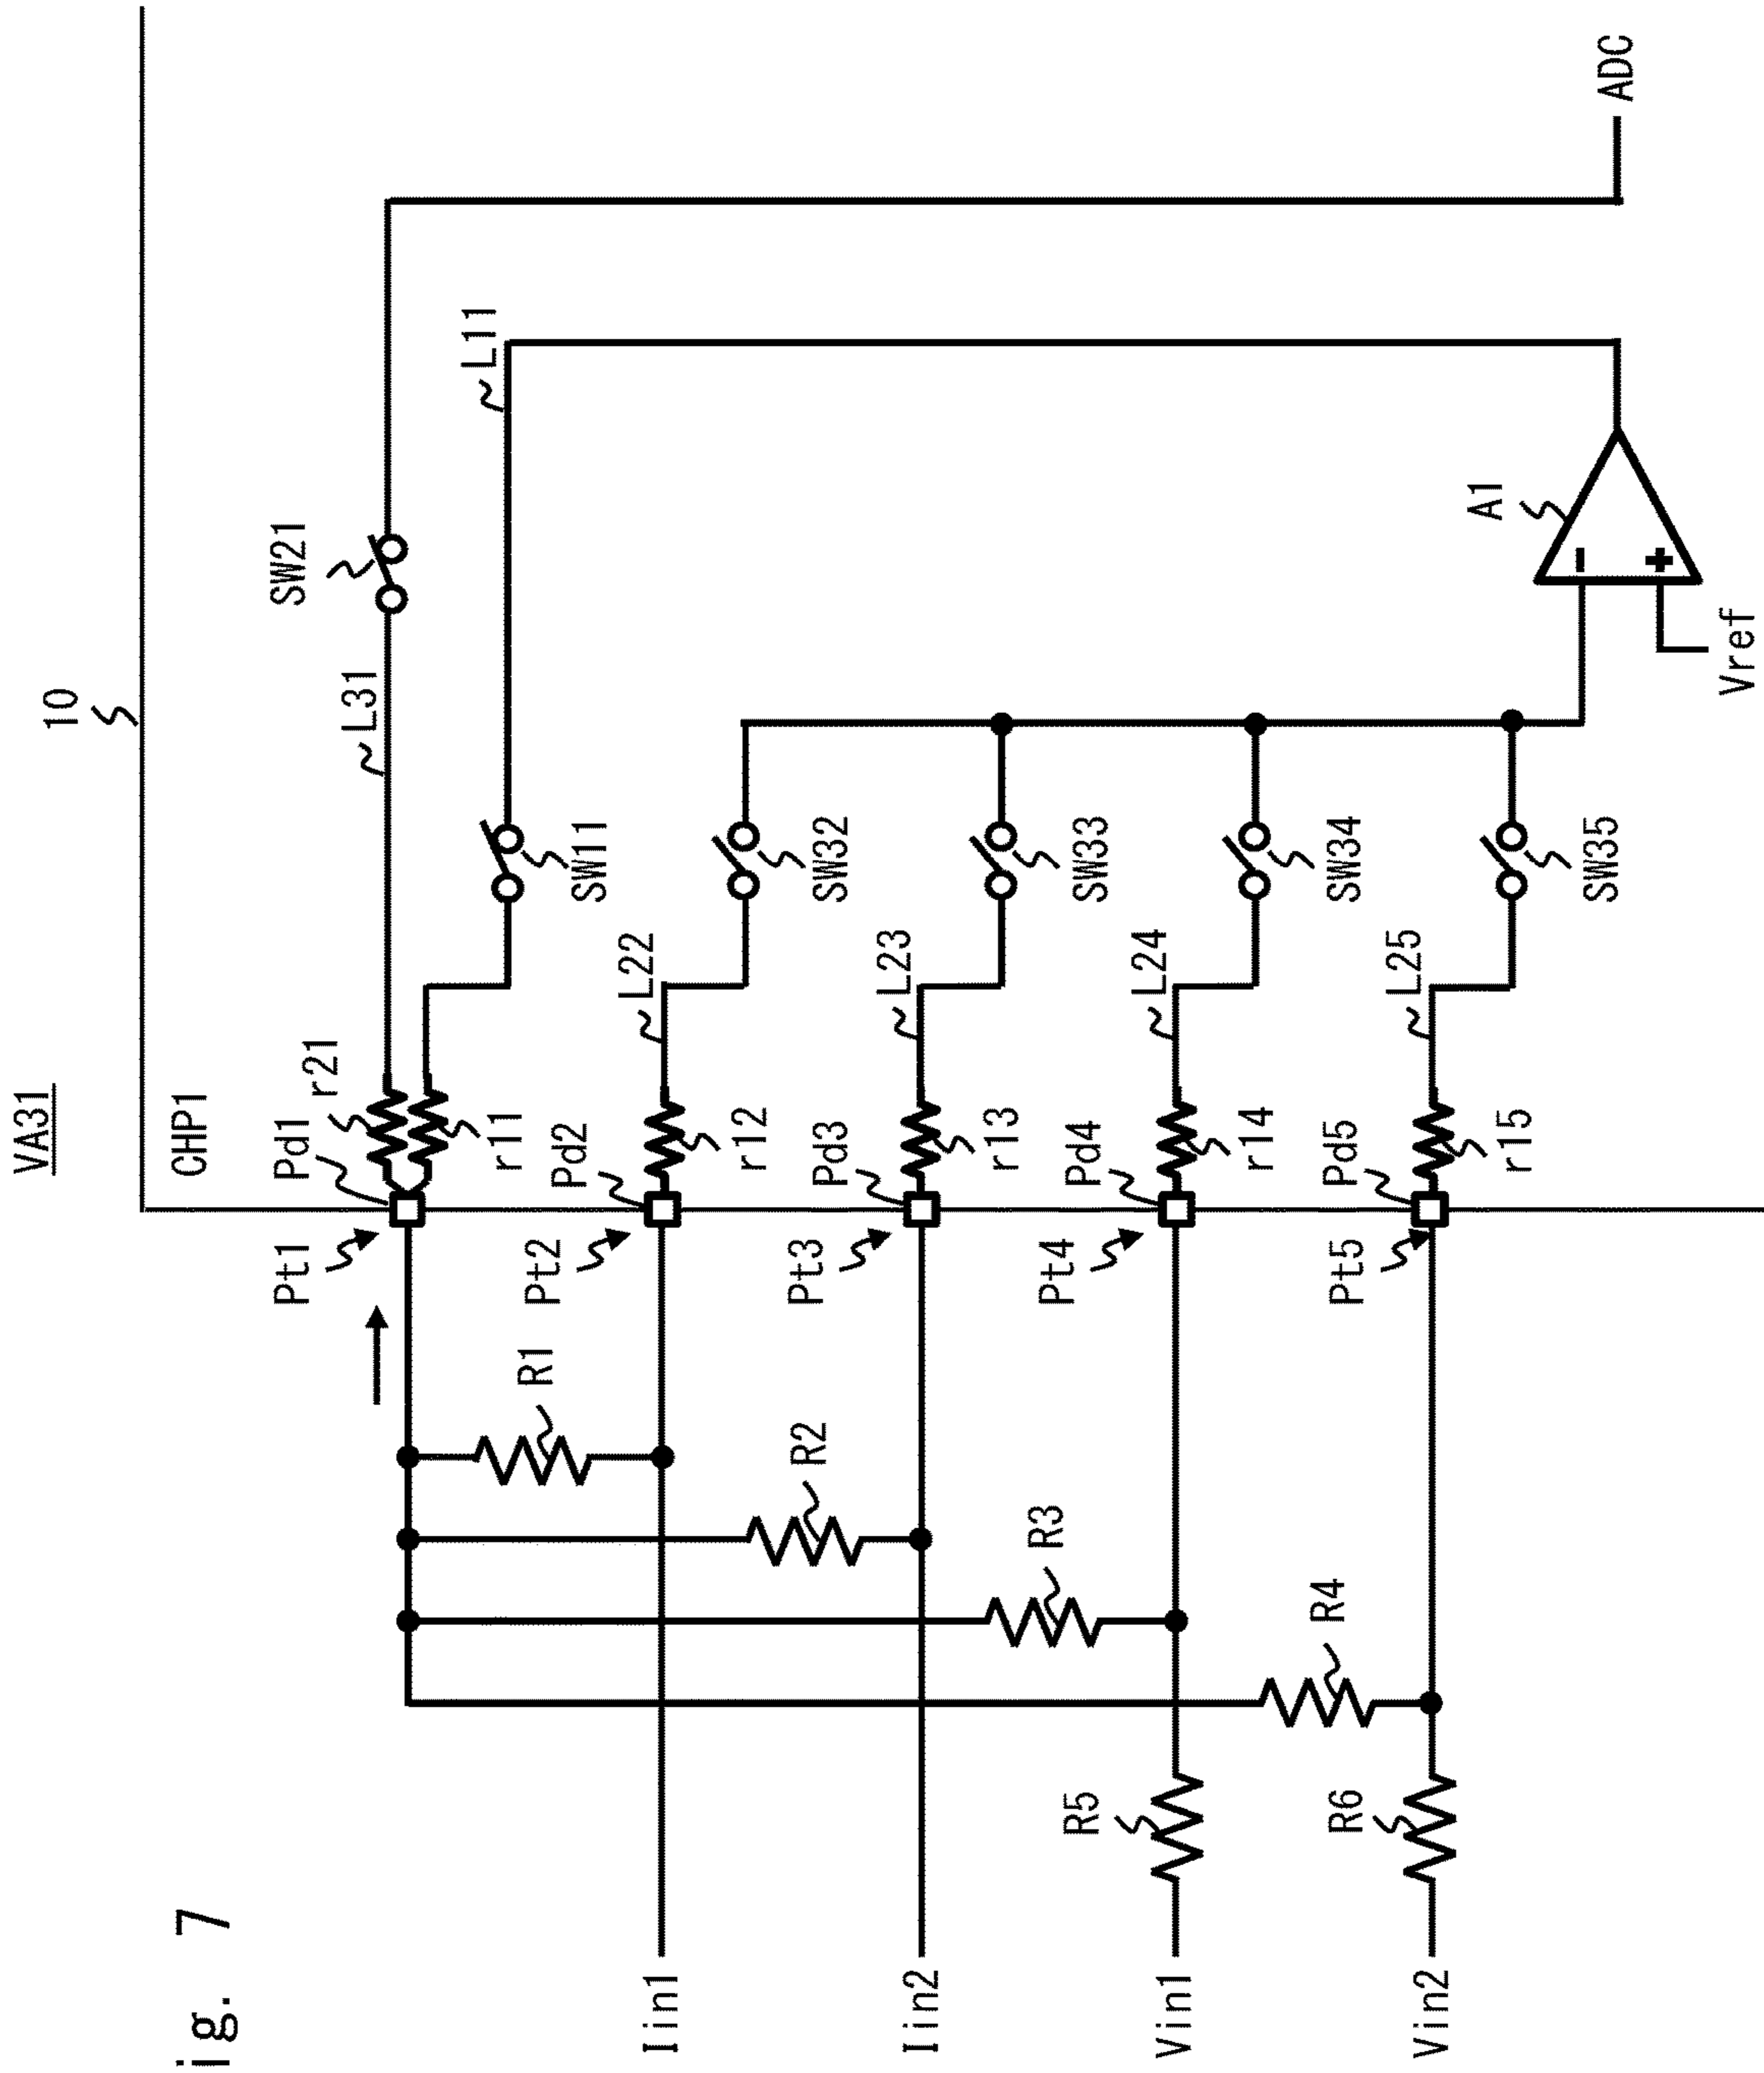 ig. 7
VA31
10
CHP1
SW21
L31
L11
ADC
Pd1
r21
r11
SW11
Pt1
Pd2
r12
L22
SW32
Pt2
R1
Iin1
Pd3
r13
L23
SW33
Pt3
R2
Iin2
Pd4
r14
L24
SW34
Pt4
R3
R5
Vin1
Pd5
r15
L25
SW35
Pt5
R4
R6
Vin2
A1
−
+
Vref